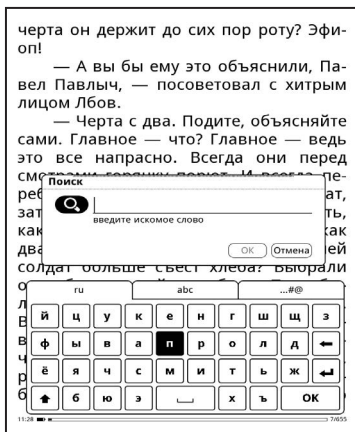 черта он держит до сих пор роту? Эфи-
оп!
— А вы бы ему это объяснили, Па-
вел Павлыч, — посоветовал с хитрым
лицом Лбов.
— Черта с два. Подите, объясняйте
сами. Главное — что? Главное — ведь
это все напрасно. Всегда они перед
Поиск
введите искомое слово
ОК Отмена
солдат больше съест хлеба? Выбрали
ru abc ...#@
й ц у к е н г ш щ з
ф ы в а п р о л д
ё я ч с м и т ь ж
б ю э х ъ ОК
11:28 7/655